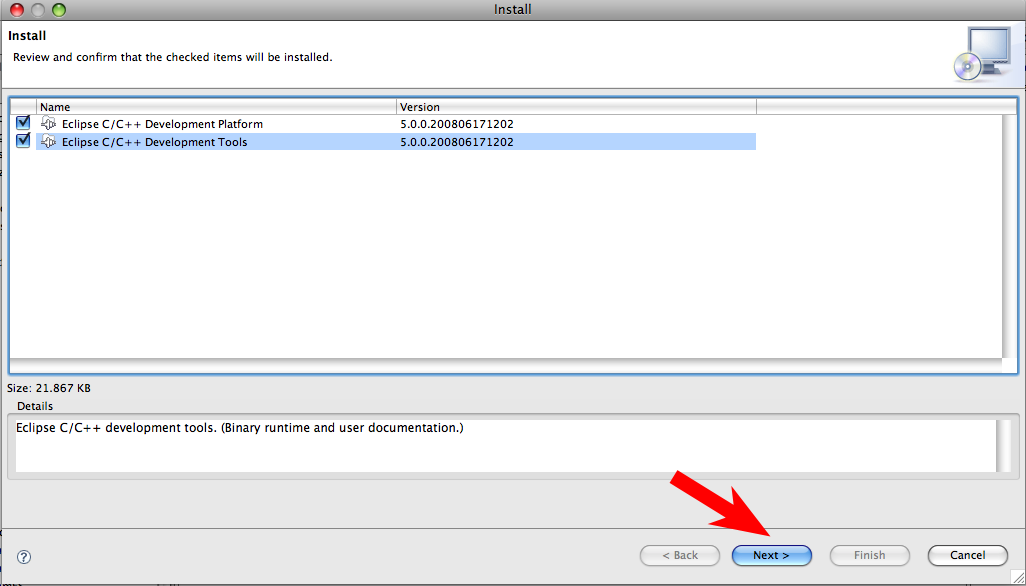 Install
Install
Review and confirm that the checked items will be installed.
Name Version
Eclipse C/C++ Development Platform 5.0.0.200806171202
Eclipse C/C++ Development Tools 5.0.0.200806171202
Size: 21.867 KB
Details
Eclipse C/C++ development tools. (Binary runtime and user documentation.)
? < Back Next > Finish Cancel